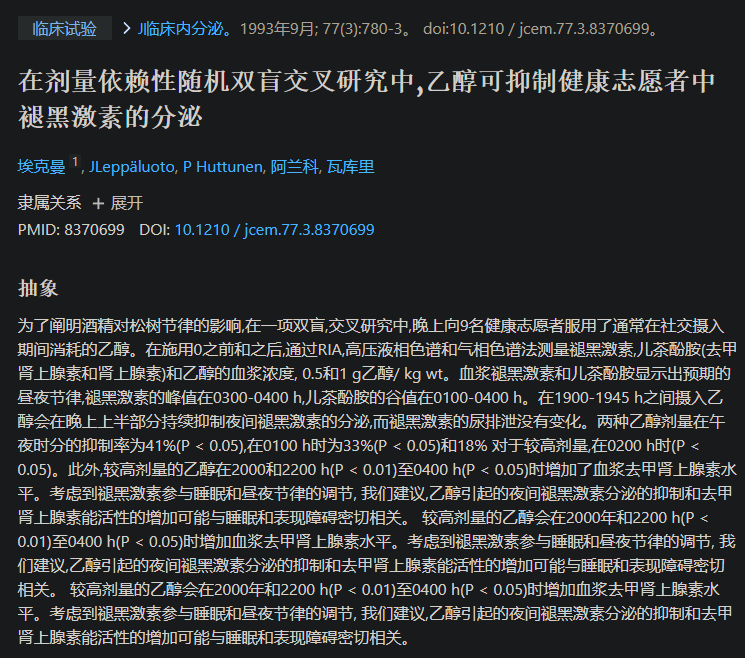 临床试验 > J临床内分泌。 1993年9月; 77(3):780-3。 doi:10.1210 / jcem.77.3.8370699。
在剂量依赖性随机双盲交叉研究中,乙醇可抑制健康志愿者中
褪黑激素的分泌
埃克曼 1, JLeppäluoto, P Huttunen, 阿兰科, 瓦库里
隶属关系 + 展开
PMID: 8370699 DOI: 10.1210 / jcem.77.3.8370699
抽象
为了阐明酒精对松树节律的影响,在一项双盲,交叉研究中,晚上向9名健康志愿者服用了通常在社交摄入
期间消耗的乙醇。在施用0之前和之后,通过RIA,高压液相色谱和气相色谱法测量褪黑激素,儿茶酚胺(去甲
肾上腺素和肾上腺素)和乙醇的血浆浓度, 0.5和1 g乙醇/ kg wt。血浆褪黑激素和儿茶酚胺显示出预期的
昼夜节律,褪黑激素的峰值在0300-0400 h,儿茶酚胺的谷值在0100-0400 h。在1900-1945 h之间摄入乙
醇会在晚上上半部分持续抑制夜间褪黑激素的分泌,而褪黑激素的尿排泄没有变化。两种乙醇剂量在午
夜时分的抑制率为41%(P < 0.05),在0100 h时为33%(P < 0.05)和18% 对于较高剂量,在0200 h时(P <
0.05)。此外,较高剂量的乙醇在2000和2200 h(P < 0.01)至0400 h(P < 0.05)时增加了血浆去甲肾上腺素水
平。考虑到褪黑激素参与睡眠和昼夜节律的调节, 我们建议,乙醇引起的夜间褪黑激素分泌的抑制和去甲
肾上腺素能活性的增加可能与睡眠和表现障碍密切相关。 较高剂量的乙醇会在2000年和2200 h(P <
0.01)至0400 h(P < 0.05)时增加血浆去甲肾上腺素水平。考虑到褪黑激素参与睡眠和昼夜节律的调节, 我
们建议,乙醇引起的夜间褪黑激素分泌的抑制和去甲肾上腺素能活性的增加可能与睡眠和表现障碍密切
相关。 较高剂量的乙醇会在2000年和2200 h(P < 0.01)至0400 h(P < 0.05)时增加血浆去甲肾上腺素水
平。考虑到褪黑激素参与睡眠和昼夜节律的调节, 我们建议,乙醇引起的夜间褪黑激素分泌的抑制和去甲
肾上腺素能活性的增加可能与睡眠和表现障碍密切相关。